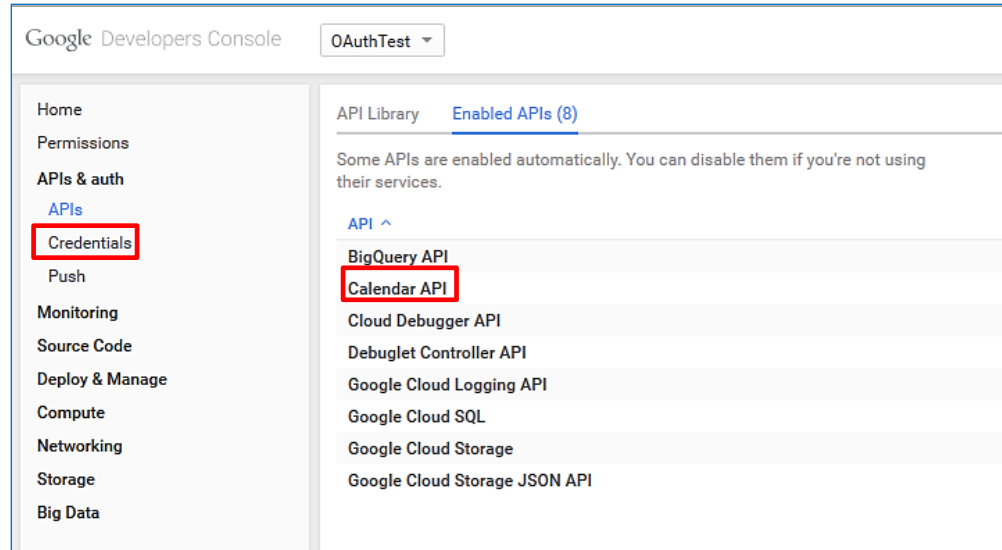 Google Developers Console
OAuthTest
Home
Permissions
APIs & auth
APIs
Credentials
Push
Monitoring
Source Code
Deploy & Manage
Compute
Networking
Storage
Big Data
API Library
Enabled APIs (8)
Some APIs are enabled automatically. You can disable them if you're not using
their services.
API
BigQuery API
Calendar API
Cloud Debugger API
Debuglet Controller API
Google Cloud Logging API
Google Cloud SQL
Google Cloud Storage
Google Cloud Storage JSON API